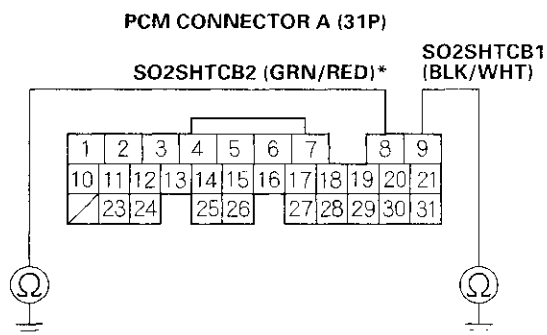 PCM CONNECTOR A (31P)
SO2SHTCB1
(BLK/WHT)
SO2SHTCB2 (GRN/RED)*
1 2 3 4 5 6 7 8 9
10 11 12 13 14 15 16 17 18 19 20 21
23 24 25 26 27 28 29 30 31
Ω Ω